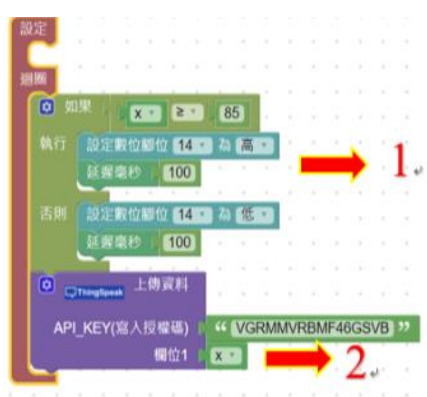 設定
迴圈
如果 x ≥ 85
執行 設定數位腳位 14 為 高
延遲毫秒 100
1
否則 設定數位腳位 14 為 低
延遲毫秒 100
ThingSpeak 上傳資料
API_KEY(寫入授權碼) “ VGRMMVRBMF46GSVB ”
欄位1 x
2